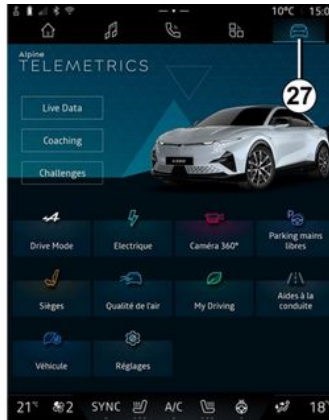 10°C 15:0
Alpine
TELEMETRICS
Live Data
Coaching
Challenges
27
Drive Mode
Electrique
Caméra 360°
Parking mains
libres
Sièges
Qualité de l'air
My Driving
Aides à la
conduite
Véhicule
Réglages
21° 2 SYNC A/C 18°